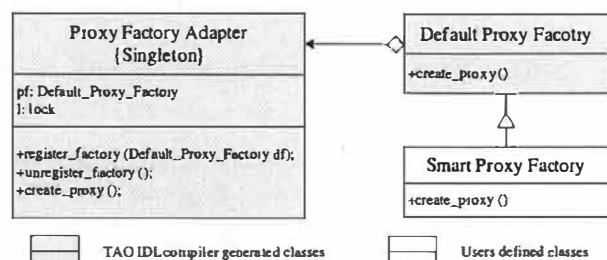 Proxy Factory Adapter
{Singleton}
pf: Default_Proxy_Factory
l: lock
+register_factory (Default_Proxy_Factory df);
+unregister_factory ();
+create_proxy ();
Default Proxy Facotry
+create_proxy()
Smart Proxy Factory
+create_proxy ()
TAO IDL compiler generated classes
Users defined classes